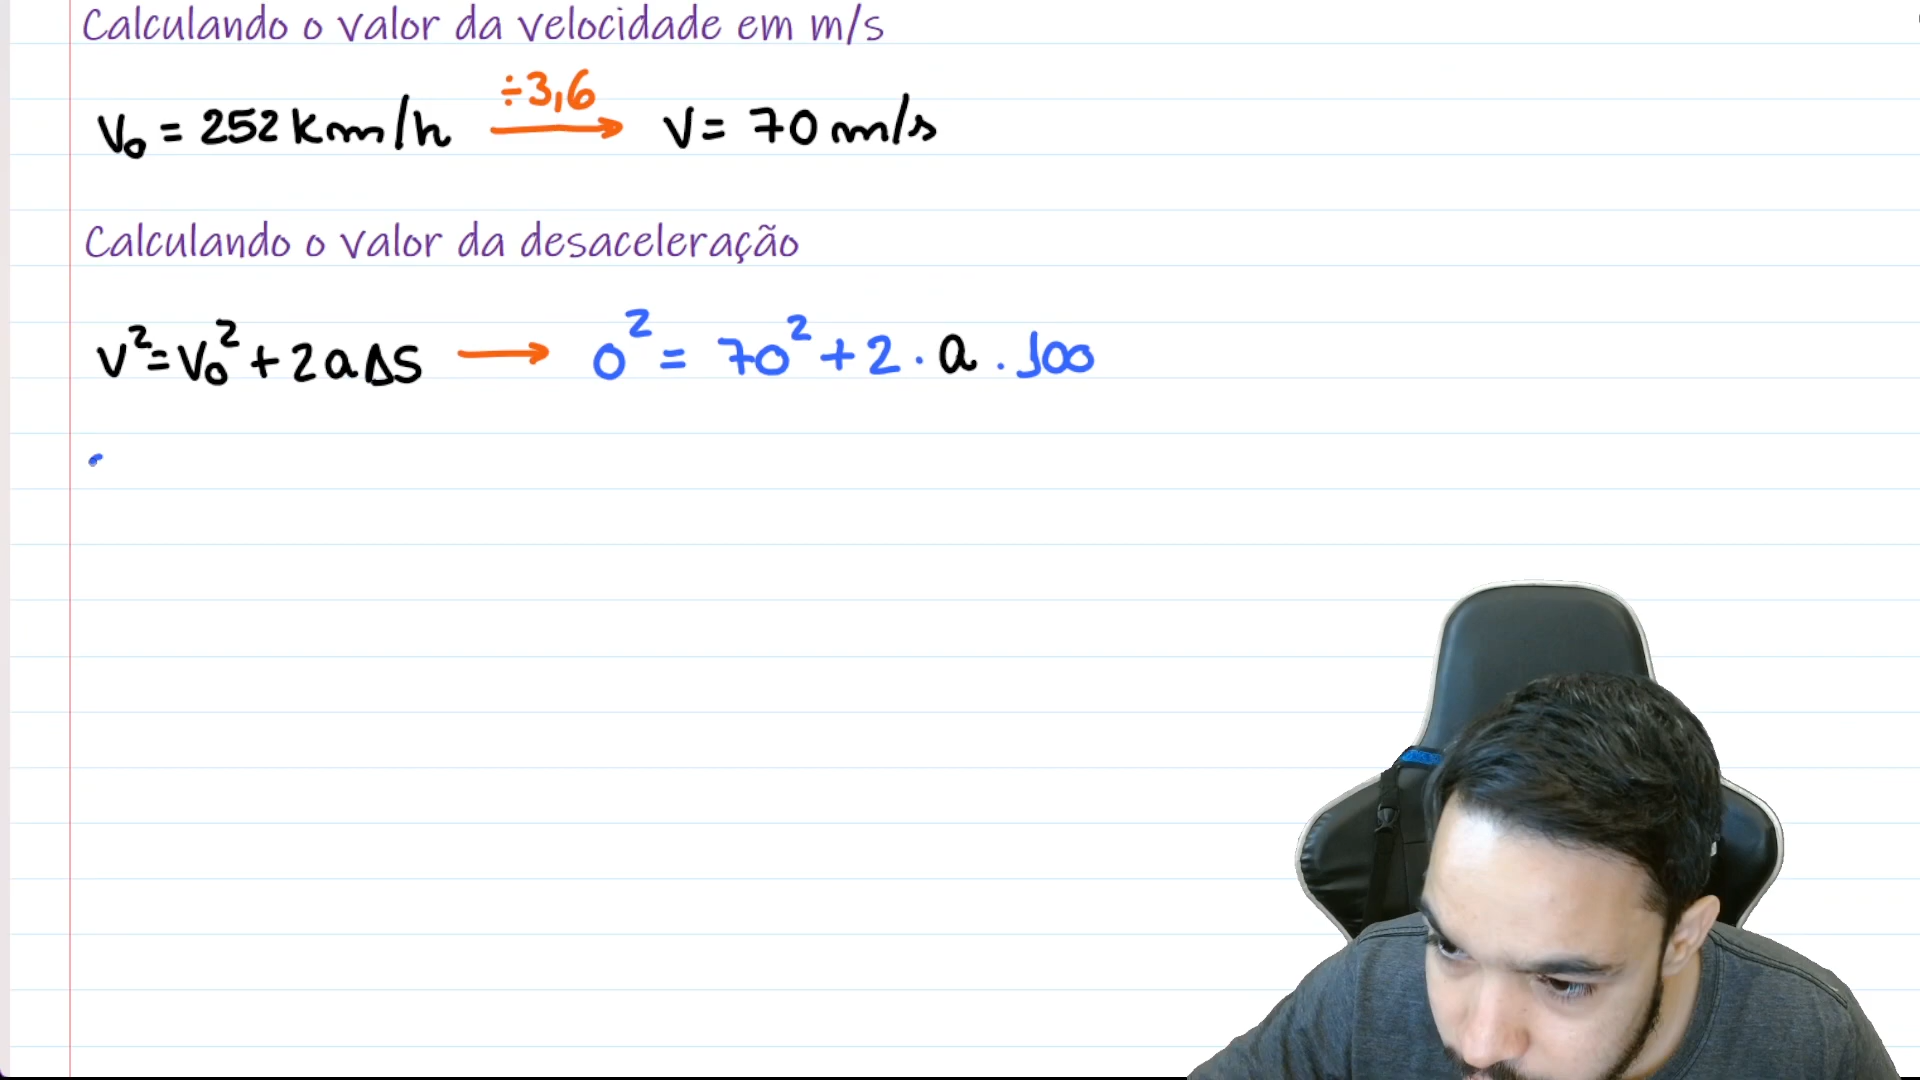 Calculando o valor da velocidade em m/s
÷3,6
V₀ = 252 km/h → V = 70 m/s
Calculando o valor da desaceleração
V² = V₀² + 2aΔS → 0² = 70² + 2 · a · 100